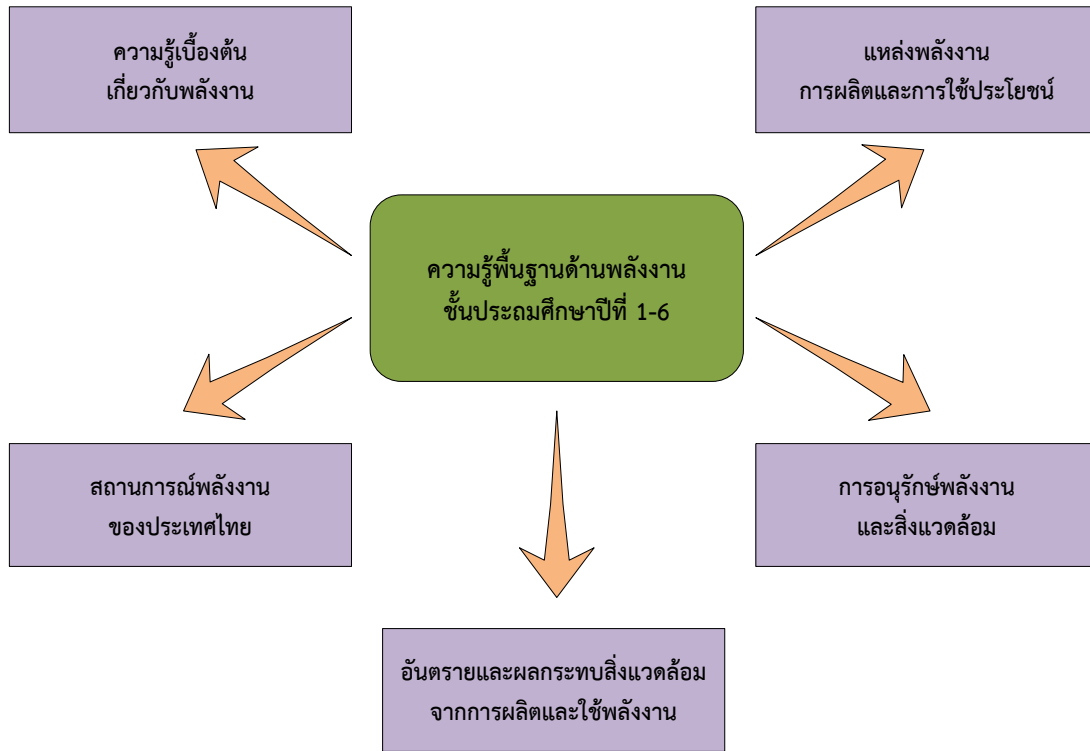 ความรู้เบื้องต้น
เกี่ยวกับพลังงาน
แหล่งพลังงาน
การผลิตและการใช้ประโยชน์
ความรู้พื้นฐานด้านพลังงาน
ชั้นประถมศึกษาปีที่ 1-6
สถานการณ์พลังงาน
ของประเทศไทย
การอนุรักษ์พลังงาน
และสิ่งแวดล้อม
อันตรายและผลกระทบสิ่งแวดล้อม
จากการผลิตและใช้พลังงาน